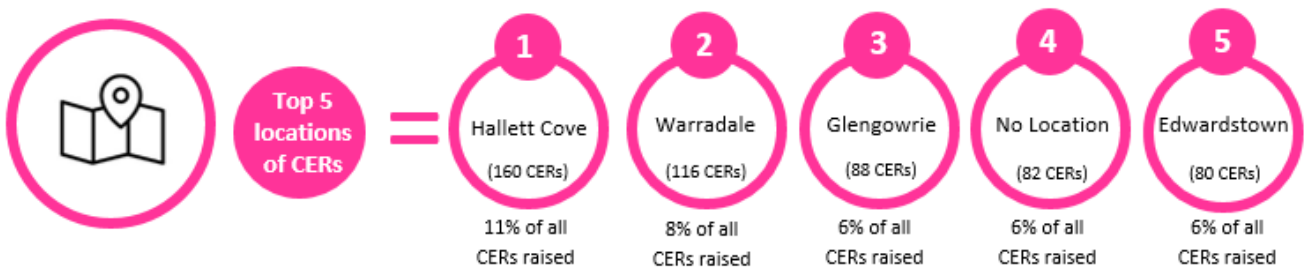 Top 5
locations
of CERs
1
Hallett Cove
(160 CERs)
11% of all
CERs raised
2
Warradale
(116 CERs)
8% of all
CERs raised
3
Glengowrie
(88 CERs)
6% of all
CERs raised
4
No Location
(82 CERs)
6% of all
CERs raised
5
Edwardstown
(80 CERs)
6% of all
CERs raised